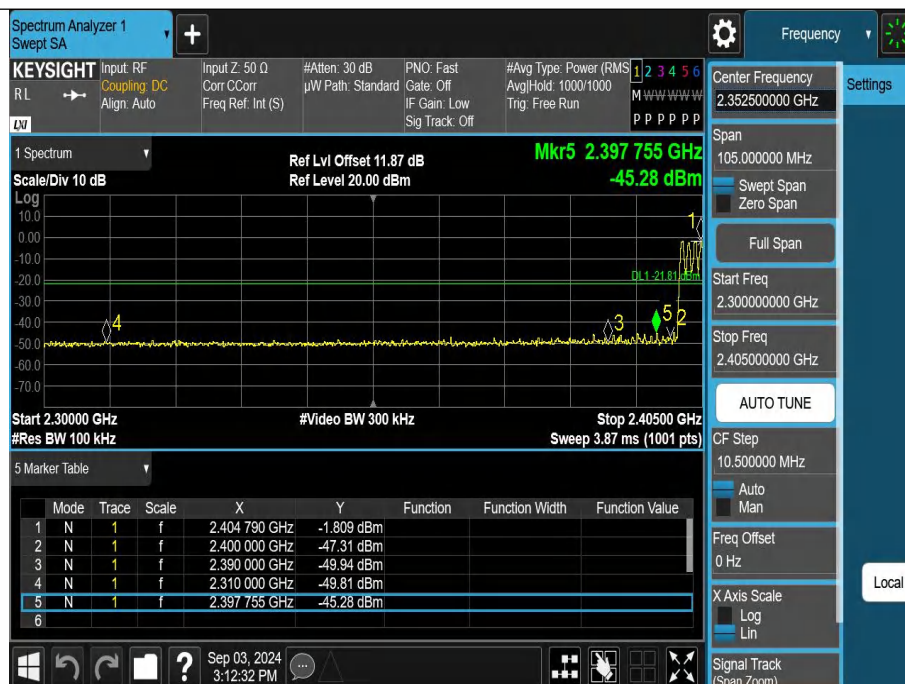 Spectrum Analyzer 1
Swept SA
+
Frequency
KEYSIGHT
RL
LXI
Input: RF
Coupling: DC
Align: Auto
Input Z: 50 Ω
Corr CCorr
Freq Ref: Int (S)
#Atten: 30 dB
µW Path: Standard
PNO: Fast
Gate: Off
IF Gain: Low
Sig Track: Off
#Avg Type: Power (RMS
Avg|Hold: 1000/1000
Trig: Free Run
1 2 3 4 5 6
M W W W W W
P P P P P P
1 Spectrum
Scale/Div 10 dB
Ref Lvl Offset 11.87 dB
Ref Level 20.00 dBm
Mkr5 2.397 755 GHz
-45.28 dBm
Log
10.0
0.00
-10.0
-20.0
-30.0
-40.0
-50.0
-60.0
-70.0
1
DL1 -21.81 dBm
4
3
5
2
Start 2.30000 GHz
#Res BW 100 kHz
#Video BW 300 kHz
Stop 2.40500 GHz
Sweep 3.87 ms (1001 pts)
5 Marker Table
Mode Trace Scale X Y Function Function Width Function Value
1 N 1 f 2.404 790 GHz -1.809 dBm
2 N 1 f 2.400 000 GHz -47.31 dBm
3 N 1 f 2.390 000 GHz -49.94 dBm
4 N 1 f 2.310 000 GHz -49.81 dBm
5 N 1 f 2.397 755 GHz -45.28 dBm
6
?
Sep 03, 2024
3:12:32 PM
Center Frequency
2.352500000 GHz
Span
105.000000 MHz
Swept Span
Zero Span
Full Span
Start Freq
2.300000000 GHz
Stop Freq
2.405000000 GHz
AUTO TUNE
CF Step
10.500000 MHz
Auto
Man
Freq Offset
0 Hz
X Axis Scale
Log
Lin
Signal Track
(Span Zoom)
Settings
Local